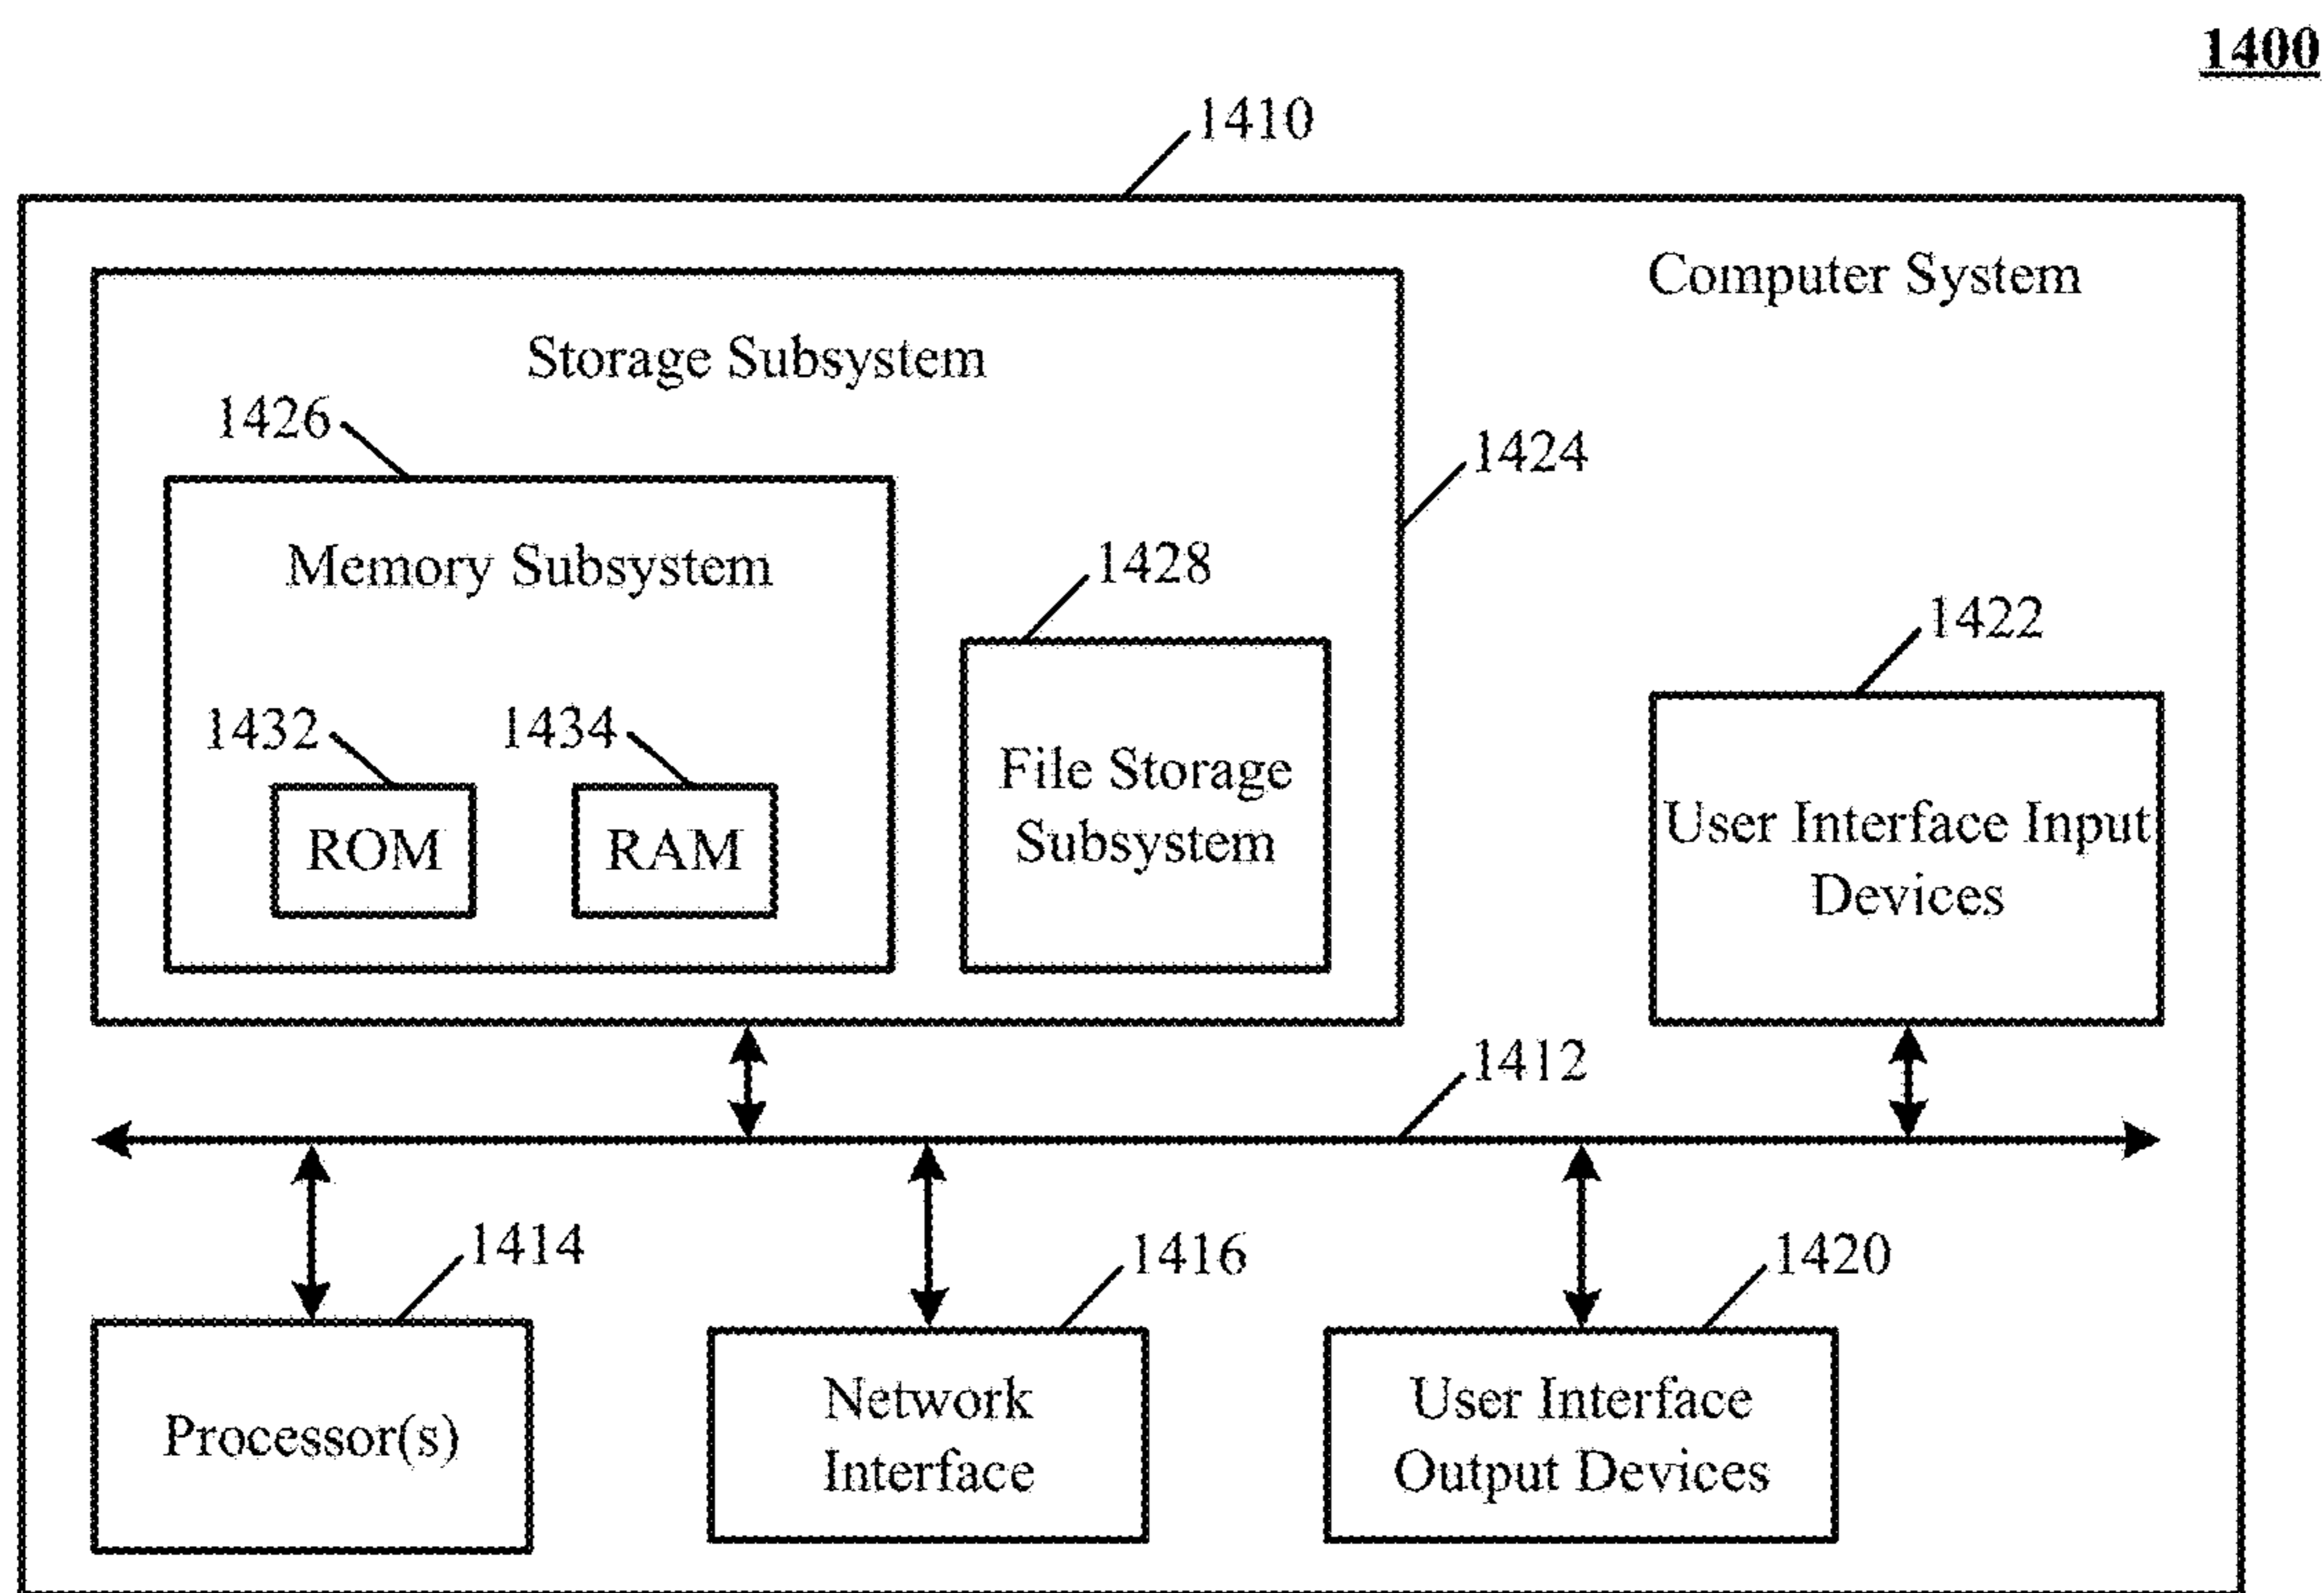 1400
1410
Computer System
Storage Subsystem
1426
1424
Memory Subsystem
1428
1422
1432
1434
File Storage
Subsystem
ROM
RAM
User Interface Input
Devices
1412
1414
1416
1420
Processor(s)
Network
Interface
User Interface
Output Devices